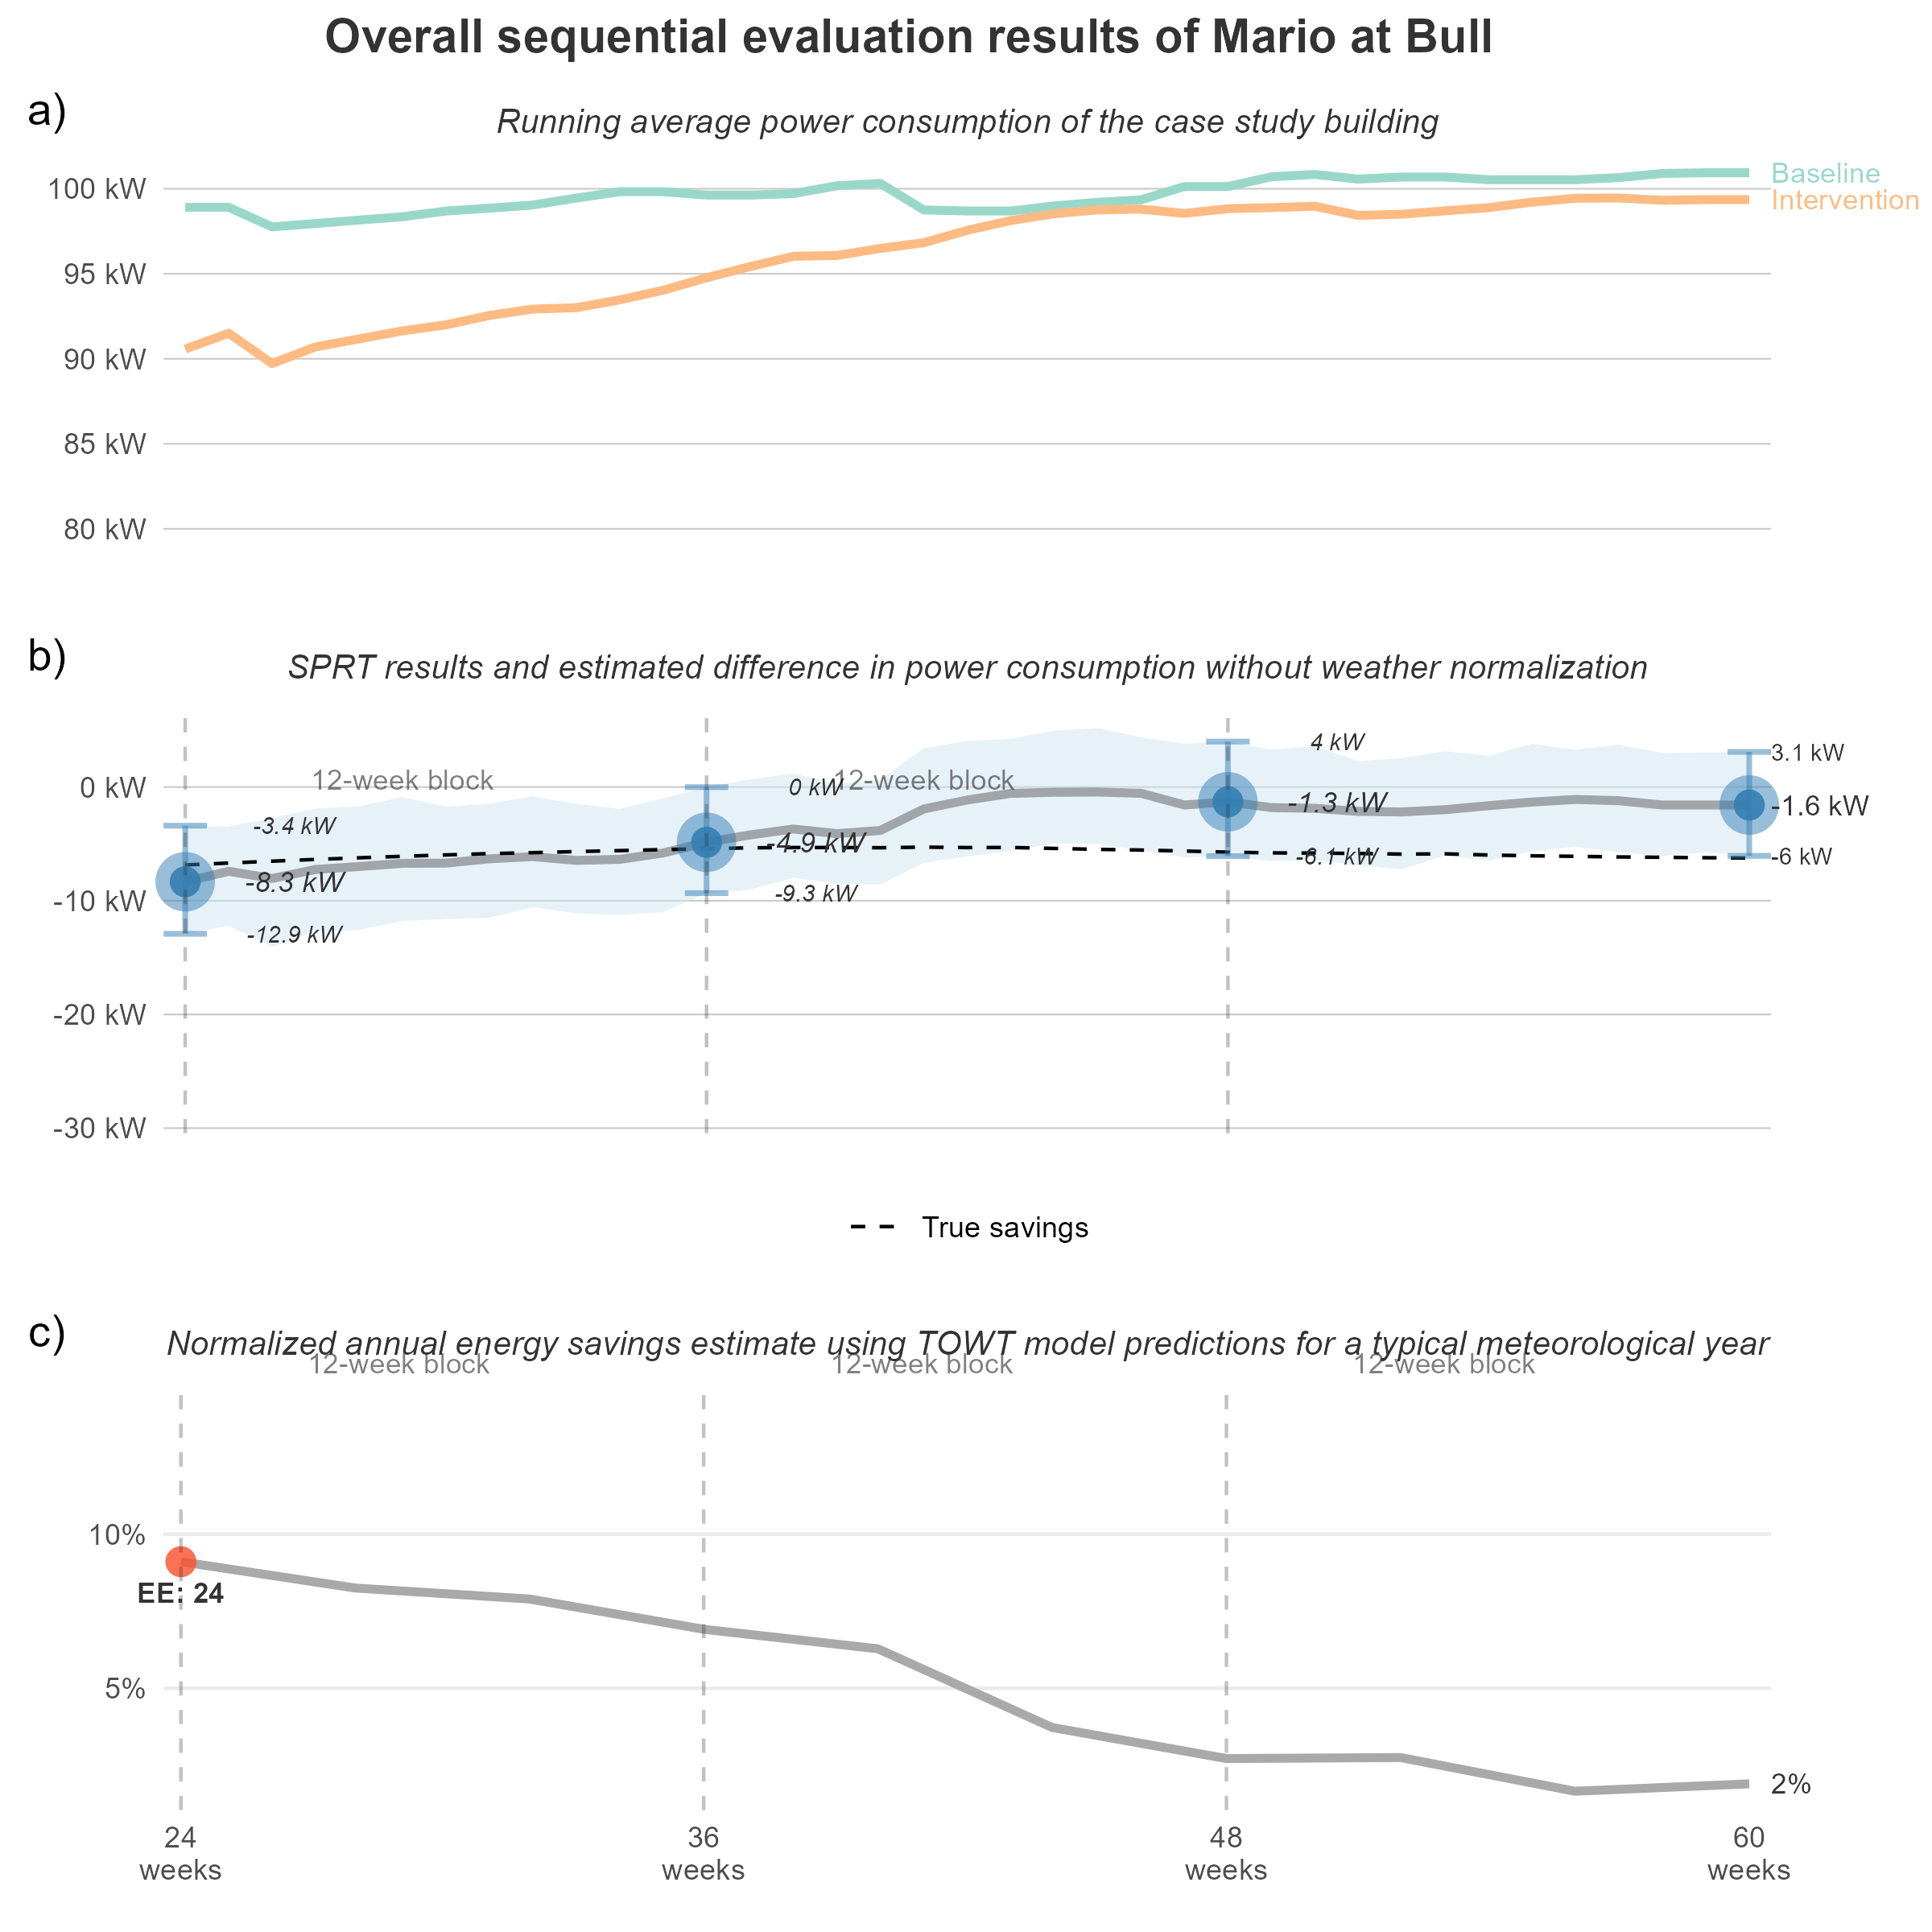 Overall sequential evaluation results of Mario at Bull
a)
Running average power consumption of the case study building
100 kW
95 kW
90 kW
85 kW
80 kW
Baseline
Intervention
b)
SPRT results and estimated difference in power consumption without weather normalization
0 kW
-10 kW
-20 kW
-30 kW
12-week block
12-week block
-3.4 kW
-8.3 kW
-12.9 kW
0 kW
-4.9 kW
-9.3 kW
4 kW
-1.3 kW
-6.1 kW
3.1 kW
-1.6 kW
-6 kW
True savings
c)
Normalized annual energy savings estimate using TOWT model predictions for a typical meteorological year
12-week block
12-week block
12-week block
10%
5%
EE: 24
2%
24
weeks
36
weeks
48
weeks
60
weeks